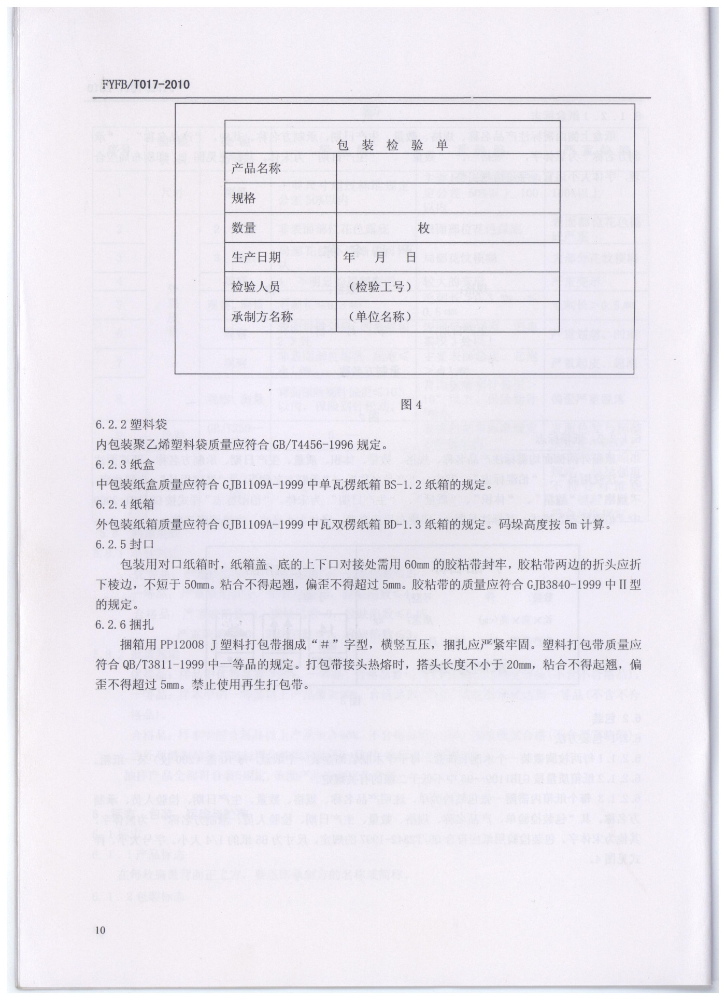 FYFB/T017-2010
包 装 检 验 单
产品名称
规格
数量 枚
生产日期 年 月 日
检验人员 （检验工号）
承制方名称 （单位名称）
图 4
6.2.2 塑料袋
内包装聚乙烯塑料袋质量应符合 GB/T4456-1996 规定。
6.2.3 纸盒
中包装纸盒质量应符合 GJB1109A-1999 中单瓦楞纸箱 BS-1.2 纸箱的规定。
6.2.4 纸箱
外包装纸箱质量应符合 GJB1109A-1999 中瓦双楞纸箱 BD-1.3 纸箱的规定。码垛高度按 5m 计算。
6.2.5 封口
包装用对口纸箱时，纸箱盖、底的上下口对接处需用 60mm 的胶粘带封牢，胶粘带两边的折头应折
下棱边，不短于 50mm。粘合不得起翘，偏歪不得超过 5mm。胶粘带的质量应符合 GJB3840-1999 中Ⅱ型
的规定。
6.2.6 捆扎
捆箱用 PP12008 J 塑料打包带捆成“井”字型，横竖互压，捆扎应严紧牢固。塑料打包带质量应
符合 QB/T3811-1999 中一等品的规定。打包带接头热熔时，搭头长度不小于 20mm，粘合不得起翘，偏
歪不得超过 5mm。禁止使用再生打包带。
10